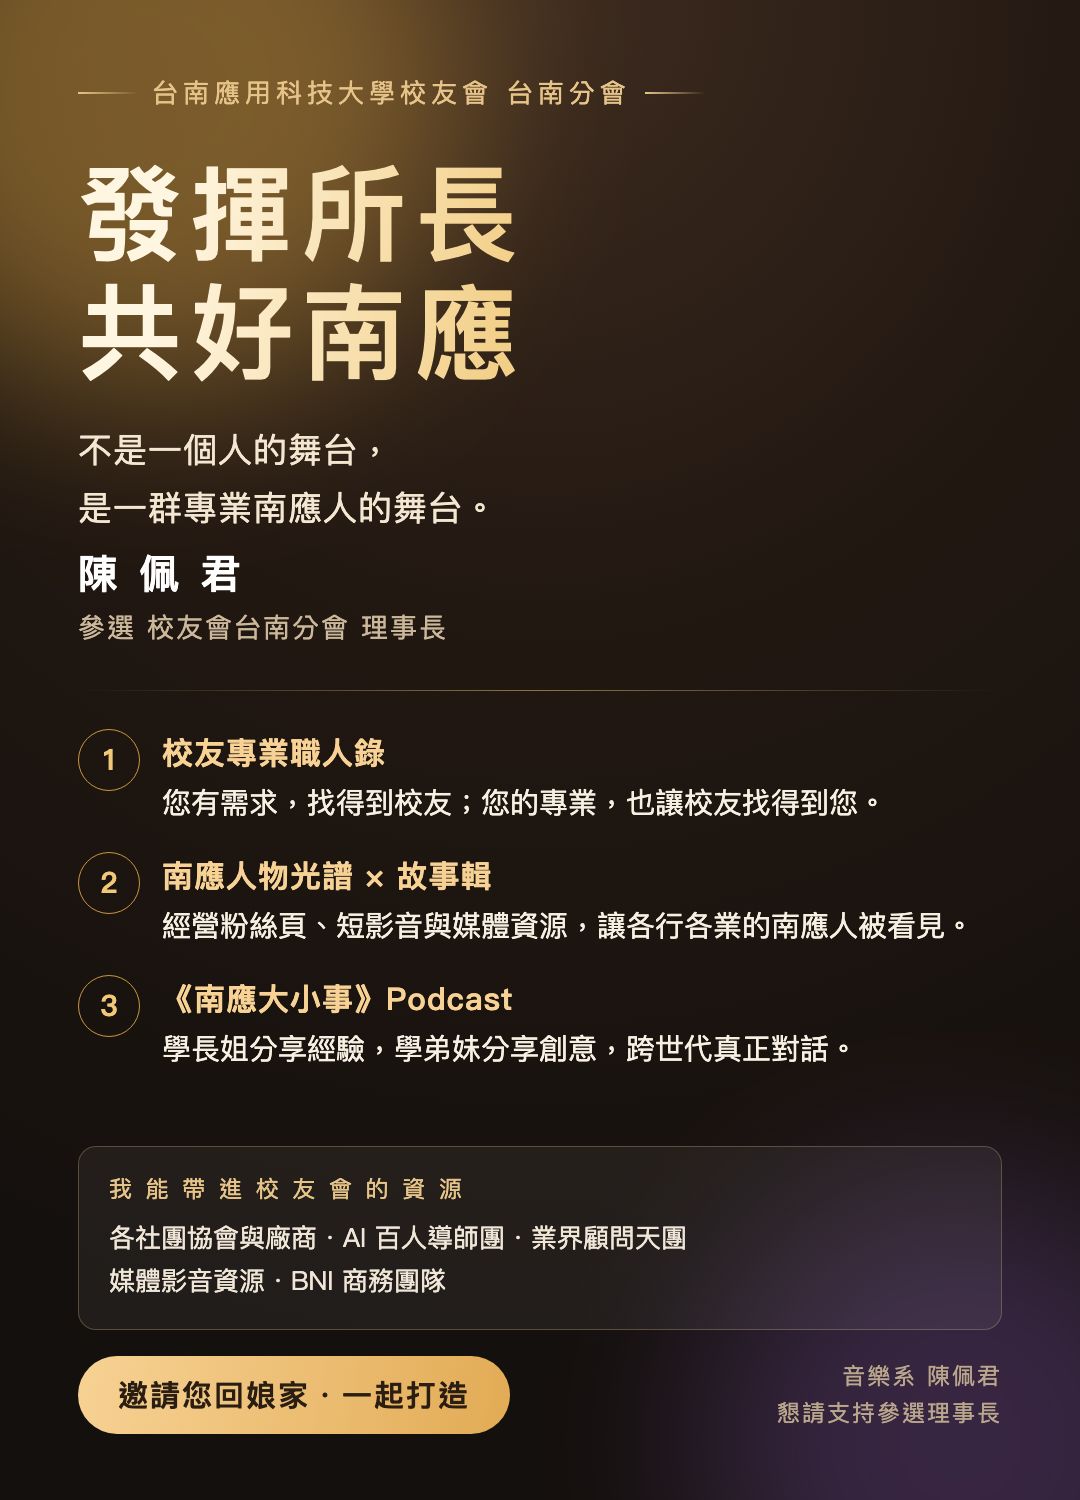 台南應用科技大學校友會 台南分會
發揮所長
共好南應
不是一個人的舞台，
是一群專業南應人的舞台。
陳佩君
參選 校友會台南分會 理事長
1
校友專業職人錄
您有需求，找得到校友；您的專業，也讓校友找得到您。
2
南應人物光譜 × 故事輯
經營粉絲頁、短影音與媒體資源，讓各行各業的南應人被看見。
3
《南應大小事》Podcast
學長姐分享經驗，學弟妹分享創意，跨世代真正對話。
我能帶進校友會的資源
各社團協會與廠商 · AI 百人導師團 · 業界顧問天團
媒體影音資源 · BNI 商務團隊
邀請您回娘家 · 一起打造
音樂系 陳佩君
懇請支持參選理事長